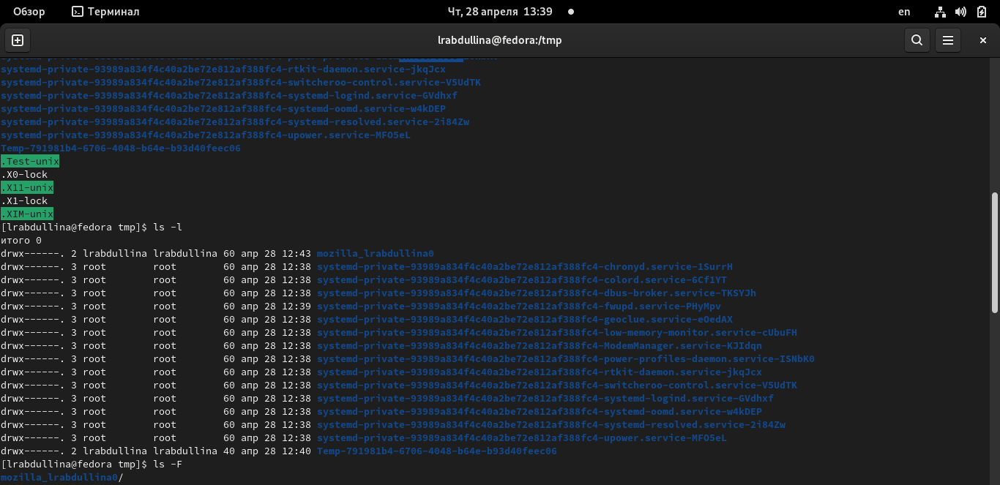 Обзор Терминал Чт, 28 апреля 13:39 en
lrabdullina@fedora:/tmp
systemd-private-93989a834f4c40a2be72e812af388fc4-rtkit-daemon.service-jkqJcx
systemd-private-93989a834f4c40a2be72e812af388fc4-switcheroo-control.service-V5UdTK
systemd-private-93989a834f4c40a2be72e812af388fc4-systemd-logind.service-GVdhxf
systemd-private-93989a834f4c40a2be72e812af388fc4-systemd-oomd.service-w4kDEP
systemd-private-93989a834f4c40a2be72e812af388fc4-systemd-resolved.service-2i84Zw
systemd-private-93989a834f4c40a2be72e812af388fc4-upower.service-MFO5eL
Temp-791981b4-6706-4048-b64e-b93d40feec06
.Test-unix
.X0-lock
.X11-unix
.X1-lock
.XIM-unix
[lrabdullina@fedora tmp]$ ls -l
итого 0
drwx------. 2 lrabdullina lrabdullina 60 апр 28 12:43 mozilla_lrabdullina0
drwx------. 3 root root 60 апр 28 12:38 systemd-private-93989a834f4c40a2be72e812af388fc4-chronyd.service-1SurrH
drwx------. 3 root root 60 апр 28 12:38 systemd-private-93989a834f4c40a2be72e812af388fc4-colord.service-6Cf1YT
drwx------. 3 root root 60 апр 28 12:38 systemd-private-93989a834f4c40a2be72e812af388fc4-dbus-broker.service-TKSYJh
drwx------. 3 root root 60 апр 28 12:39 systemd-private-93989a834f4c40a2be72e812af388fc4-fwupd.service-PHyMpv
drwx------. 3 root root 60 апр 28 12:38 systemd-private-93989a834f4c40a2be72e812af388fc4-geoclue.service-eOedAX
drwx------. 3 root root 60 апр 28 12:38 systemd-private-93989a834f4c40a2be72e812af388fc4-low-memory-monitor.service-cUbuFH
drwx------. 3 root root 60 апр 28 12:38 systemd-private-93989a834f4c40a2be72e812af388fc4-ModemManager.service-KJIdqn
drwx------. 3 root root 60 апр 28 12:38 systemd-private-93989a834f4c40a2be72e812af388fc4-power-profiles-daemon.service-ISNbK0
drwx------. 3 root root 60 апр 28 12:38 systemd-private-93989a834f4c40a2be72e812af388fc4-rtkit-daemon.service-jkqJcx
drwx------. 3 root root 60 апр 28 12:38 systemd-private-93989a834f4c40a2be72e812af388fc4-switcheroo-control.service-V5UdTK
drwx------. 3 root root 60 апр 28 12:38 systemd-private-93989a834f4c40a2be72e812af388fc4-systemd-logind.service-GVdhxf
drwx------. 3 root root 60 апр 28 12:38 systemd-private-93989a834f4c40a2be72e812af388fc4-systemd-oomd.service-w4kDEP
drwx------. 3 root root 60 апр 28 12:38 systemd-private-93989a834f4c40a2be72e812af388fc4-systemd-resolved.service-2i84Zw
drwx------. 3 root root 60 апр 28 12:38 systemd-private-93989a834f4c40a2be72e812af388fc4-upower.service-MFO5eL
drwx------. 2 lrabdullina lrabdullina 40 апр 28 12:40 Temp-791981b4-6706-4048-b64e-b93d40feec06
[lrabdullina@fedora tmp]$ ls -F
mozilla_lrabdullina0/